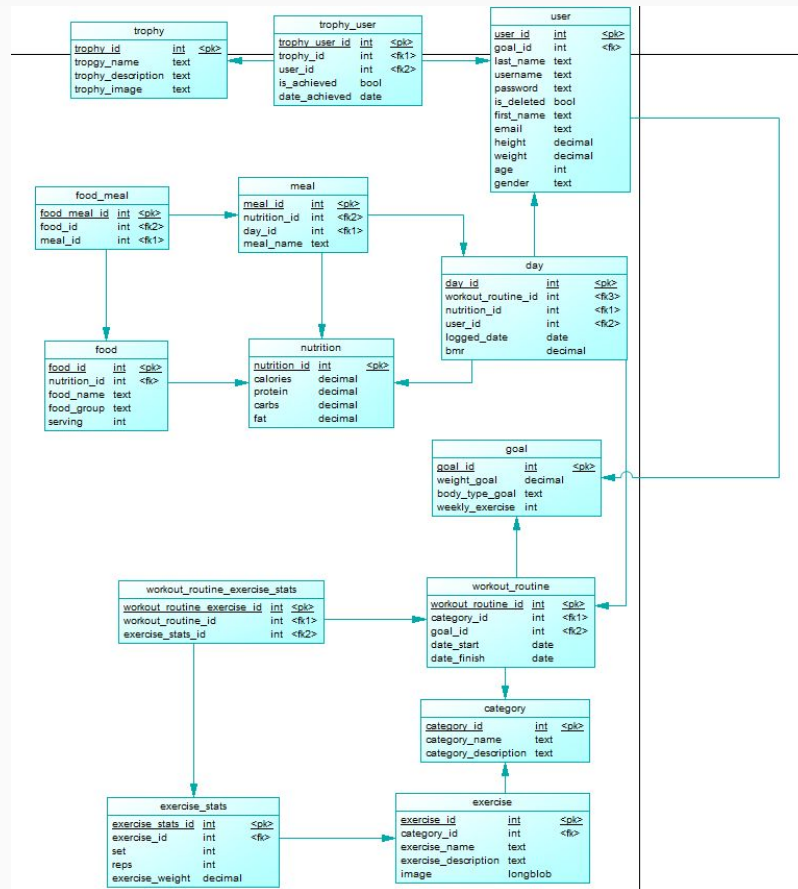 trophy
trophy_id int <pk>
tropgy_name text
trophy_description text
trophy_image text
trophy_user
trophy_user_id int <pk>
trophy_id int <fk1>
user_id int <fk2>
is_achieved bool
date_achieved date
user
user_id int <pk>
goal_id int <fk>
last_name text
username text
password text
is_deleted bool
first_name text
email text
height decimal
weight decimal
age int
gender text
food_meal
food_meal_id int <pk>
food_id int <fk2>
meal_id int <fk1>
meal
meal_id int <pk>
nutrition_id int <fk2>
day_id int <fk1>
meal_name text
day
day_id int <pk>
workout_routine_id int <fk3>
nutrition_id int <fk1>
user_id int <fk2>
logged_date date
bmr decimal
food
food_id int <pk>
nutrition_id int <fk>
food_name text
food_group text
serving int
nutrition
nutrition_id int <pk>
calories decimal
protein decimal
carbs decimal
fat decimal
goal
goal_id int <pk>
weight_goal decimal
body_type_goal text
weekly_exercise int
workout_routine_exercise_stats
workout_routine_exercise_id int <pk>
workout_routine_id int <fk1>
exercise_stats_id int <fk2>
workout_routine
workout_routine_id int <pk>
category_id int <fk1>
goal_id int <fk2>
date_start date
date_finish date
category
category_id int <pk>
category_name text
category_description text
exercise_stats
exercise_stats_id int <pk>
exercise_id int <fk>
set int
reps int
exercise_weight decimal
exercise
exercise_id int <pk>
category_id int <fk>
exercise_name text
exercise_description text
image longblob